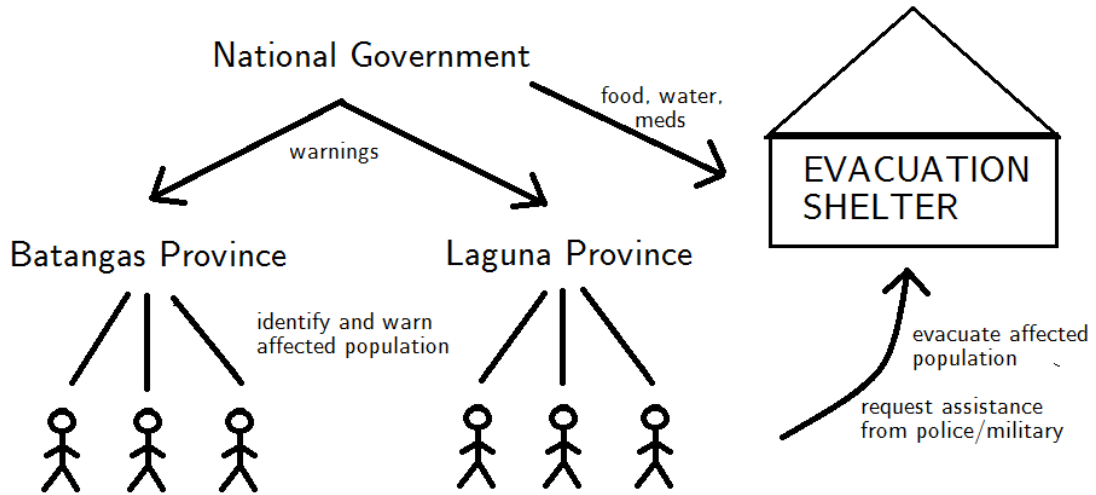 National Government
food, water,
meds
warnings
EVACUATION
SHELTER
Batangas Province
Laguna Province
identify and warn
affected population
evacuate affected
population
request assistance
from police/military